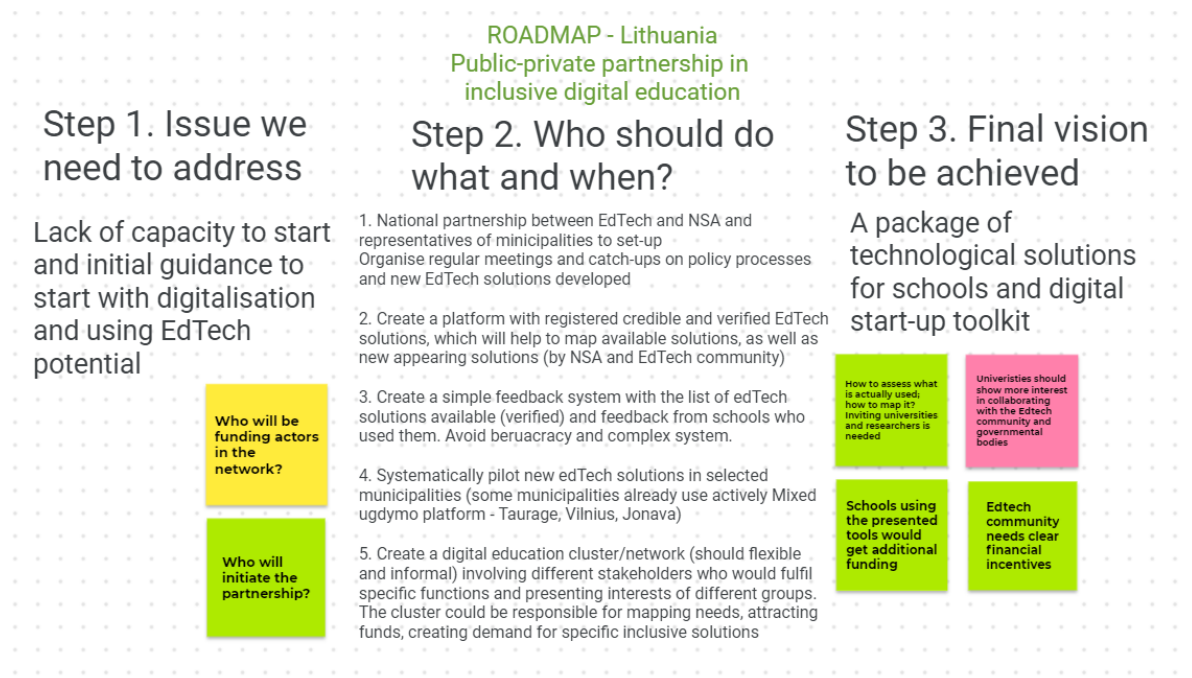 ROADMAP - Lithuania
Public-private partnership in
inclusive digital education
Step 1. Issue we
need to address
Lack of capacity to start
and initial guidance to
start with digitalisation
and using EdTech
potential
Who will be
funding actors
in the
network?
Who will
initiate the
partnership?
Step 2. Who should do
what and when?
1. National partnership between EdTech and NSA and
representatives of minicipalities to set-up
Organise regular meetings and catch-ups on policy processes
and new EdTech solutions developed
2. Create a platform with registered credible and verified EdTech
solutions, which will help to map available solutions, as well as
new appearing solutions (by NSA and EdTech community)
3. Create a simple feedback system with the list of edTech
solutions available (verified) and feedback from schools who
used them. Avoid beruacracy and complex system.
4. Systematically pilot new edTech solutions in selected
municipalities (some municipalities already use actively Mixed
ugdymo platform - Taurage, Vilnius, Jonava)
5. Create a digital education cluster/network (should flexible
and informal) involving different stakeholders who would fulfil
specific functions and presenting interests of different groups.
The cluster could be responsible for mapping needs, attracting
funds, creating demand for specific inclusive solutions
Step 3. Final vision
to be achieved
A package of
technological solutions
for schools and digital
start-up toolkit
How to assess what
is actually used;
how to map it?
Inviting universities
and researchers is
needed
Univeristies should
show more interest
in collaborating
with the Edtech
community and
governmental
bodies
Schools using
the presented
tools would
get additional
funding
Edtech
community
needs clear
financial
incentives